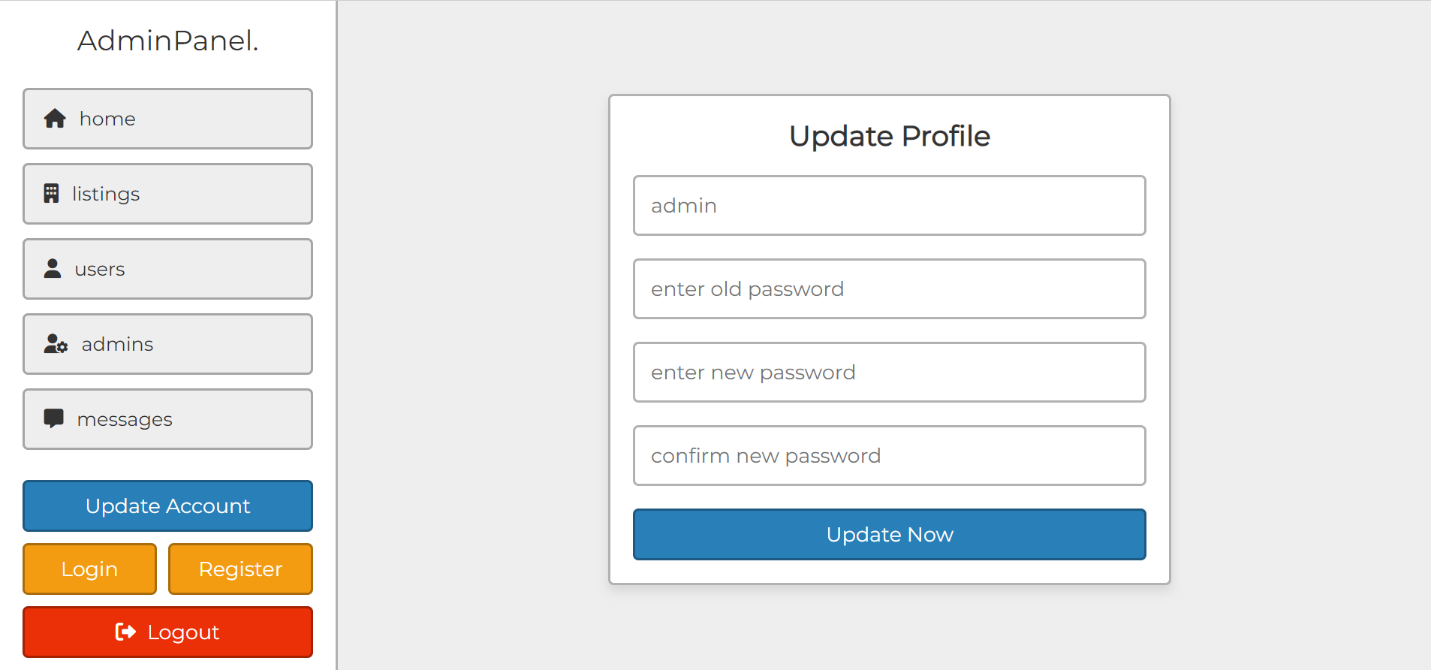 AdminPanel.
home
listings
users
admins
messages
Update Account
Login
Register
Logout
Update Profile
admin
enter old password
enter new password
confirm new password
Update Now